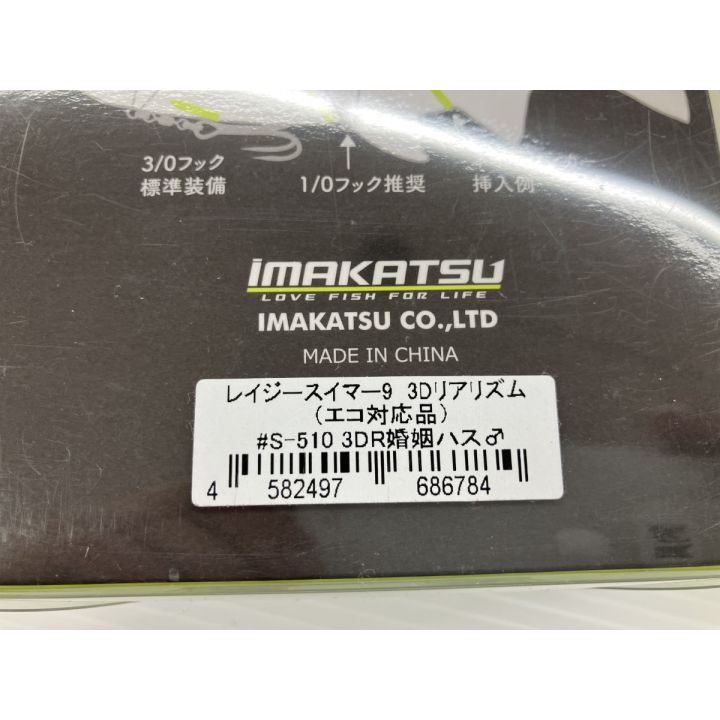 3/0フック
標準装備
1/0フック推奨
挿入例
imAKATSU
LOVE FISH FOR LIFE
IMAKATSU CO.,LTD
MADE IN CHINA
レイジースイマー9 3Dリアリズム
(エコ対応品)
#S-510 3DR婚姻ハス♂
4 582497 686784